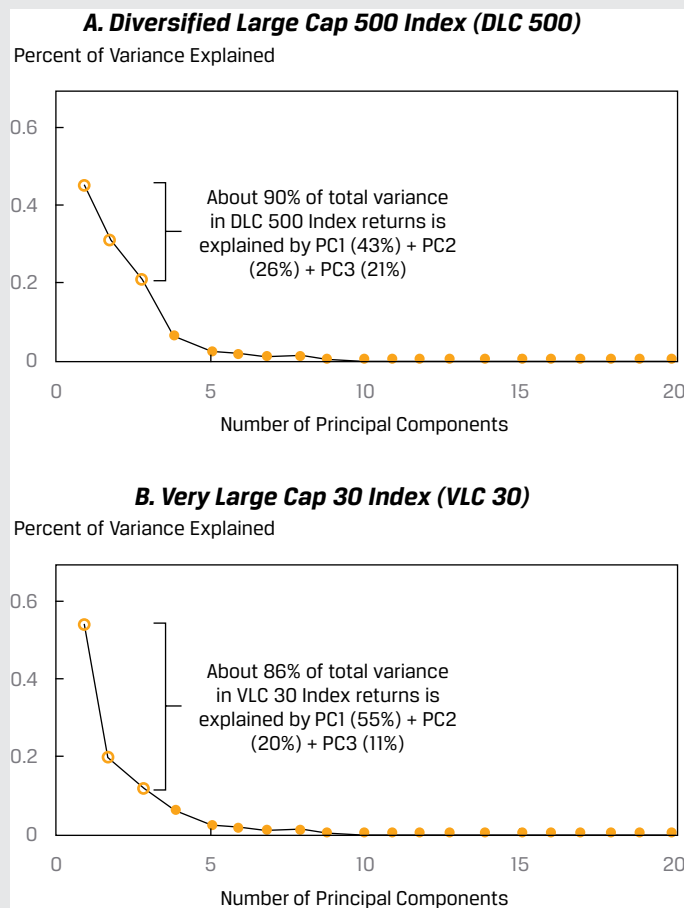 A. Diversified Large Cap 500 Index (DLC 500)
Percent of Variance Explained
0.6
0.4
0.2
0
About 90% of total variance
in DLC 500 Index returns is
explained by PC1 (43%) + PC2
(26%) + PC3 (21%)
0 5 10 15 20
Number of Principal Components
B. Very Large Cap 30 Index (VLC 30)
Percent of Variance Explained
0.6
0.4
0.2
0
About 86% of total variance
in VLC 30 Index returns is
explained by PC1 (55%) + PC2
(20%) + PC3 (11%)
0 5 10 15 20
Number of Principal Components